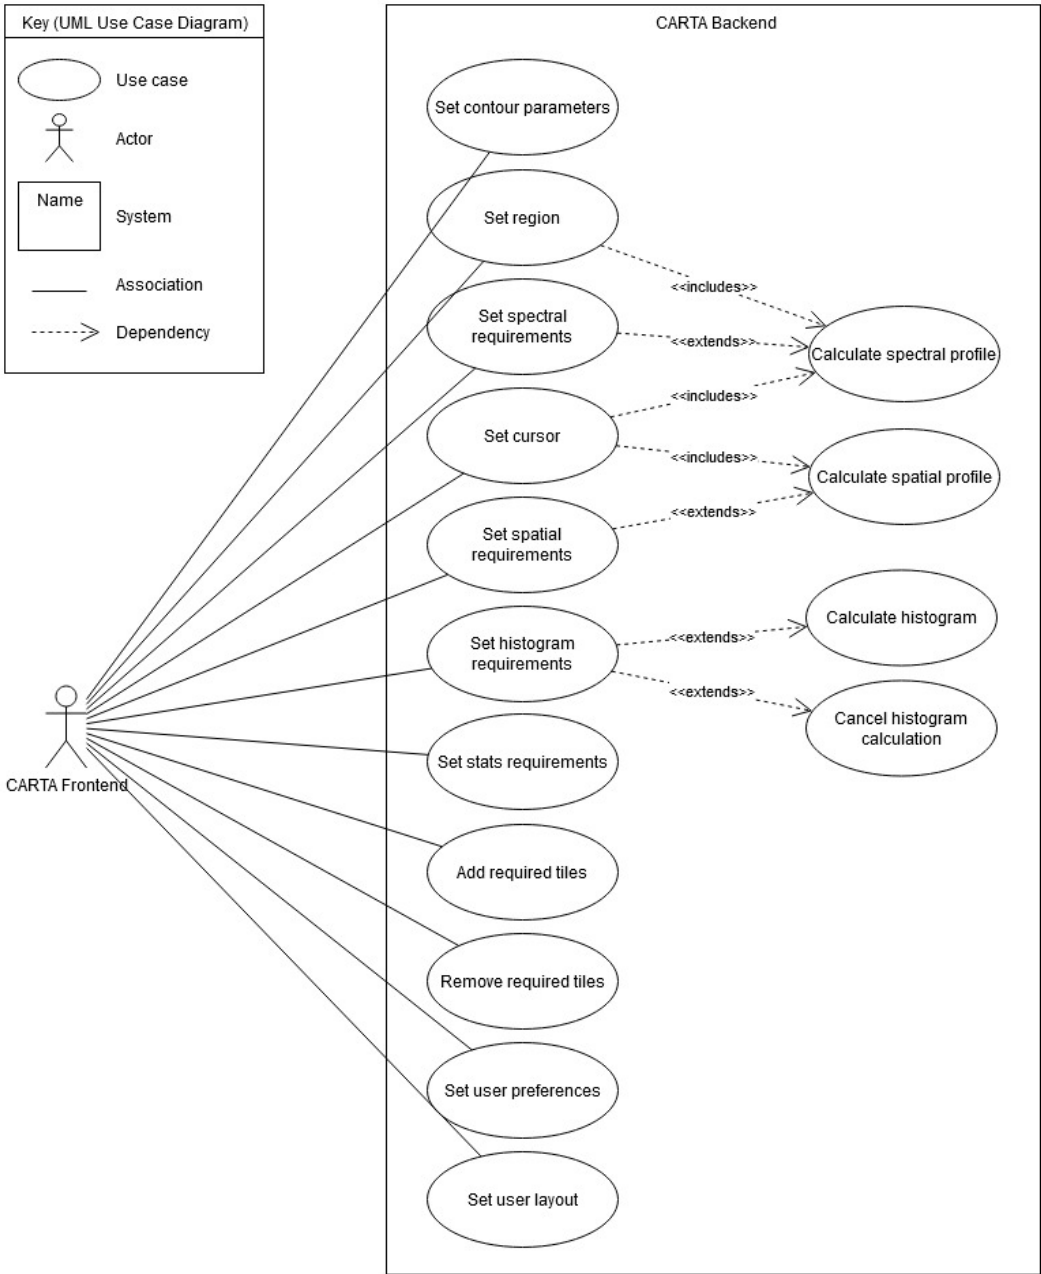 Key (UML Use Case Diagram)
Use case
Actor
Name
System
Association
Dependency
CARTA Backend
Set contour parameters
Set region
<<includes>>
Set spectral
requirements
<<extends>>
Calculate spectral profile
<<includes>>
Set cursor
<<includes>>
Calculate spatial profile
<<extends>>
Set spatial
requirements
Set histogram
requirements
<<extends>>
Calculate histogram
<<extends>>
Cancel histogram
calculation
CARTA Frontend
Set stats requirements
Add required tiles
Remove required tiles
Set user preferences
Set user layout